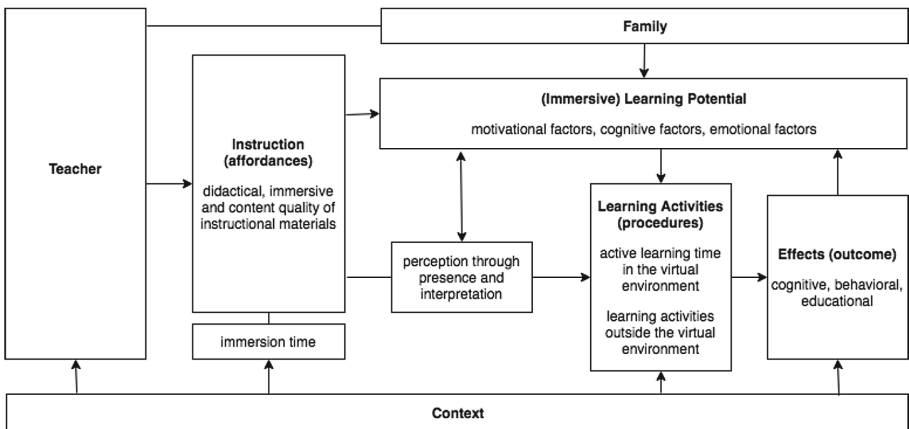 Family
(Immersive) Learning Potential
motivational factors, cognitive factors, emotional factors
Teacher
Instruction
(affordances)
didactical, immersive
and content quality of
instructional materials
immersion time
perception through
presence and
interpretation
Learning Activities
(procedures)
active learning time
in the virtual
environment
learning activities
outside the virtual
environment
Effects (outcome)
cognitive, behavioral,
educational
Context